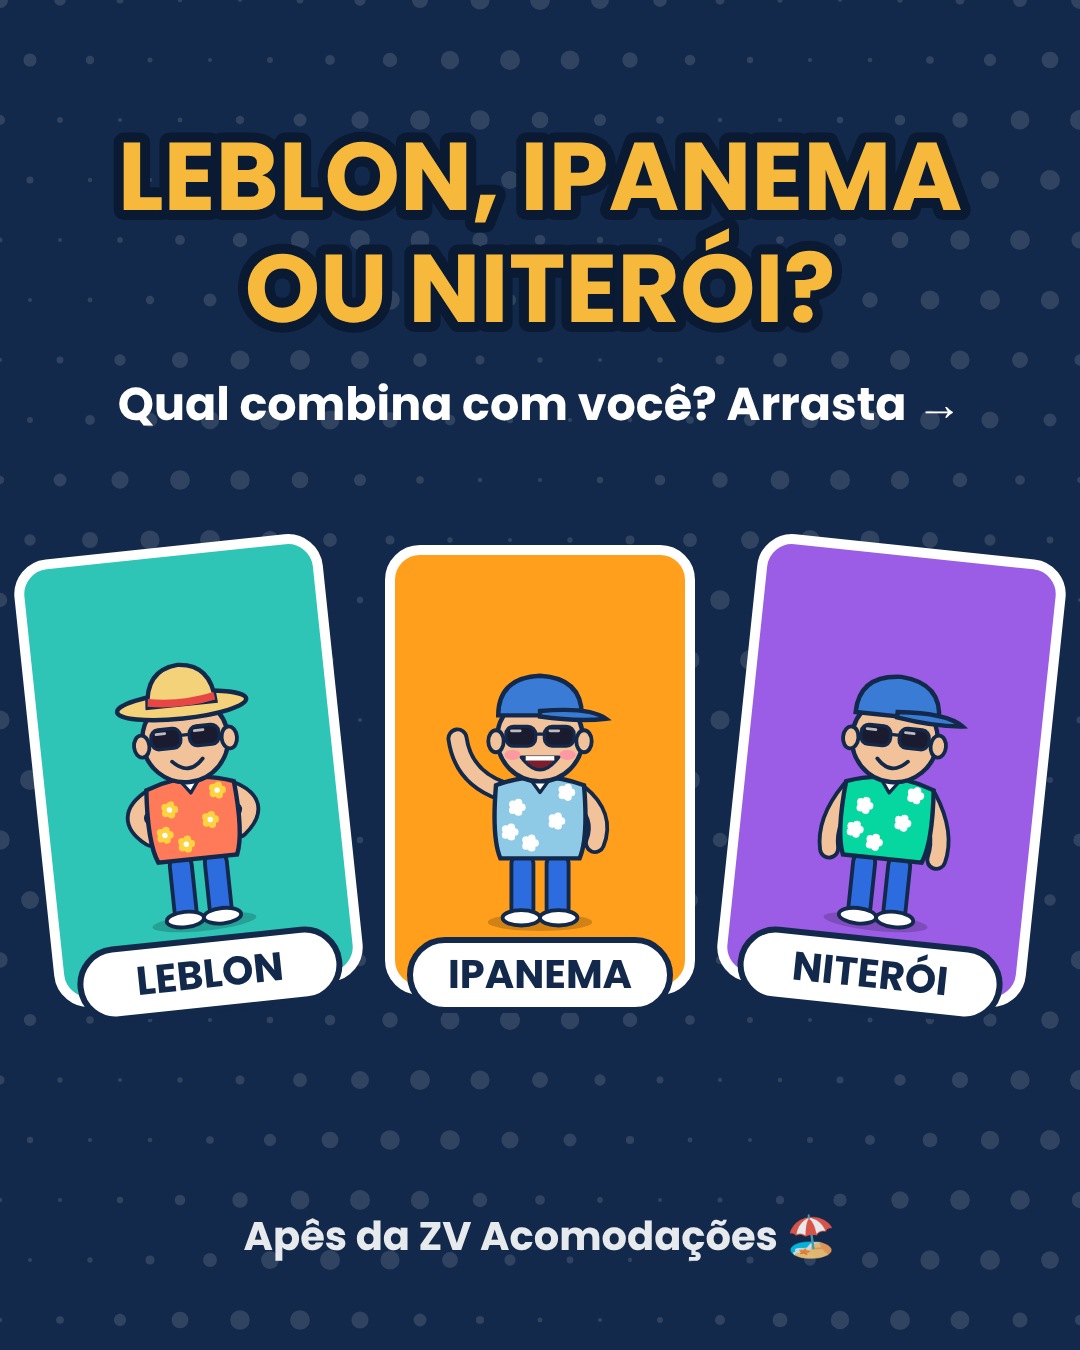 LEBLON, IPANEMA
OU NITERÓI?
Qual combina com você? Arrasta →
LEBLON
IPANEMA
NITERÓI
Apês da ZV Acomodações 🏖️